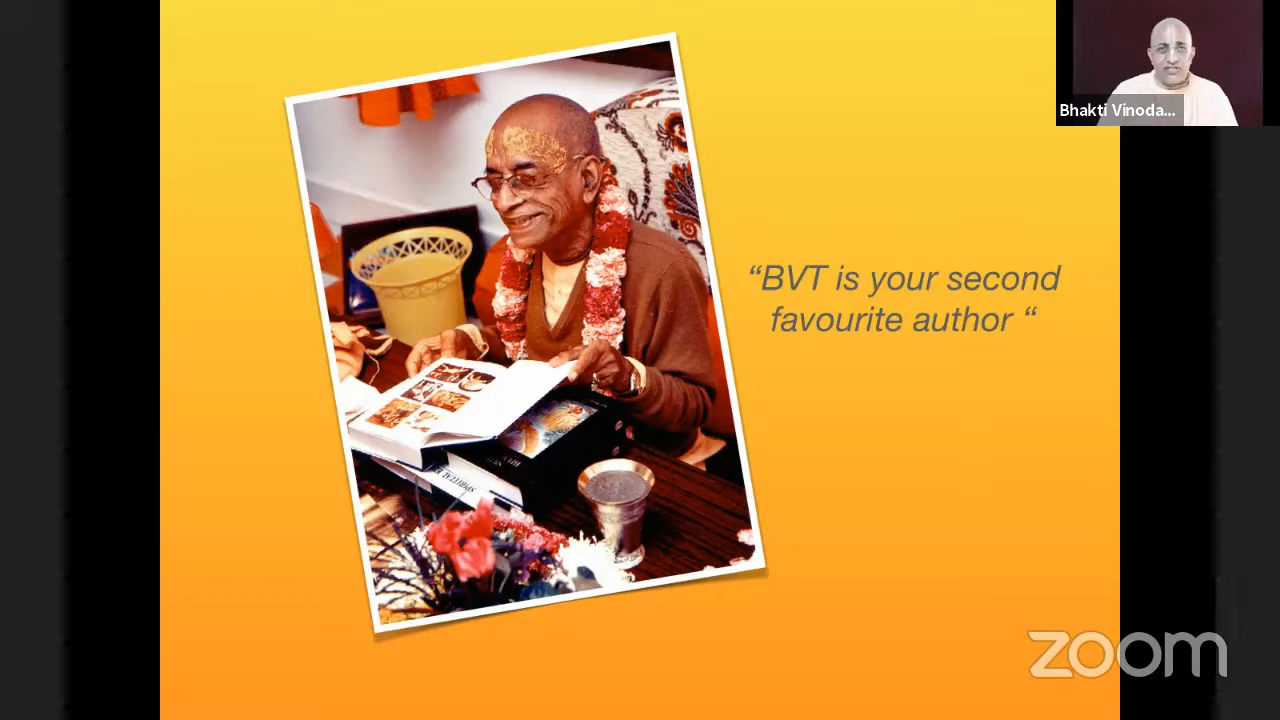 Bhakti Vinoda...
“BVT is your second
favourite author “
zoom